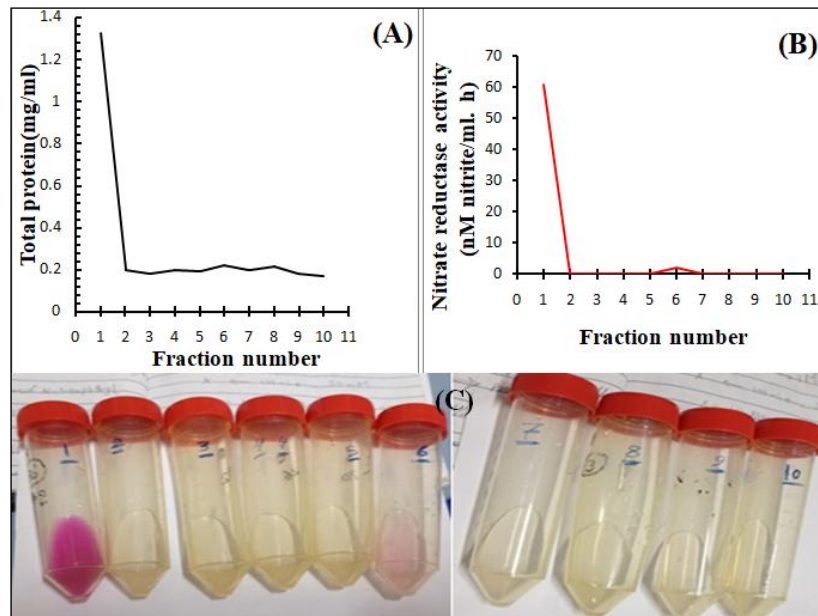 (A)
Total protein(mg/ml)
1.4
1.2
1
0.8
0.6
0.4
0.2
0
0 1 2 3 4 5 6 7 8 9 10 11
Fraction number
(B)
Nitrate reductase activity
(nM nitrite/ml. h)
70
60
50
40
30
20
10
0
0 1 2 3 4 5 6 7 8 9 10 11
Fraction number
(C)
10